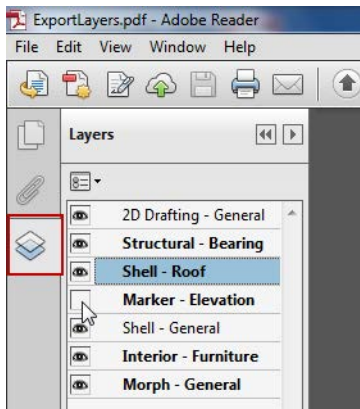 ExportLayers.pdf - Adobe Reader
File Edit View Window Help
Layers
2D Drafting - General
Structural - Bearing
Shell - Roof
Marker - Elevation
Shell - General
Interior - Furniture
Morph - General